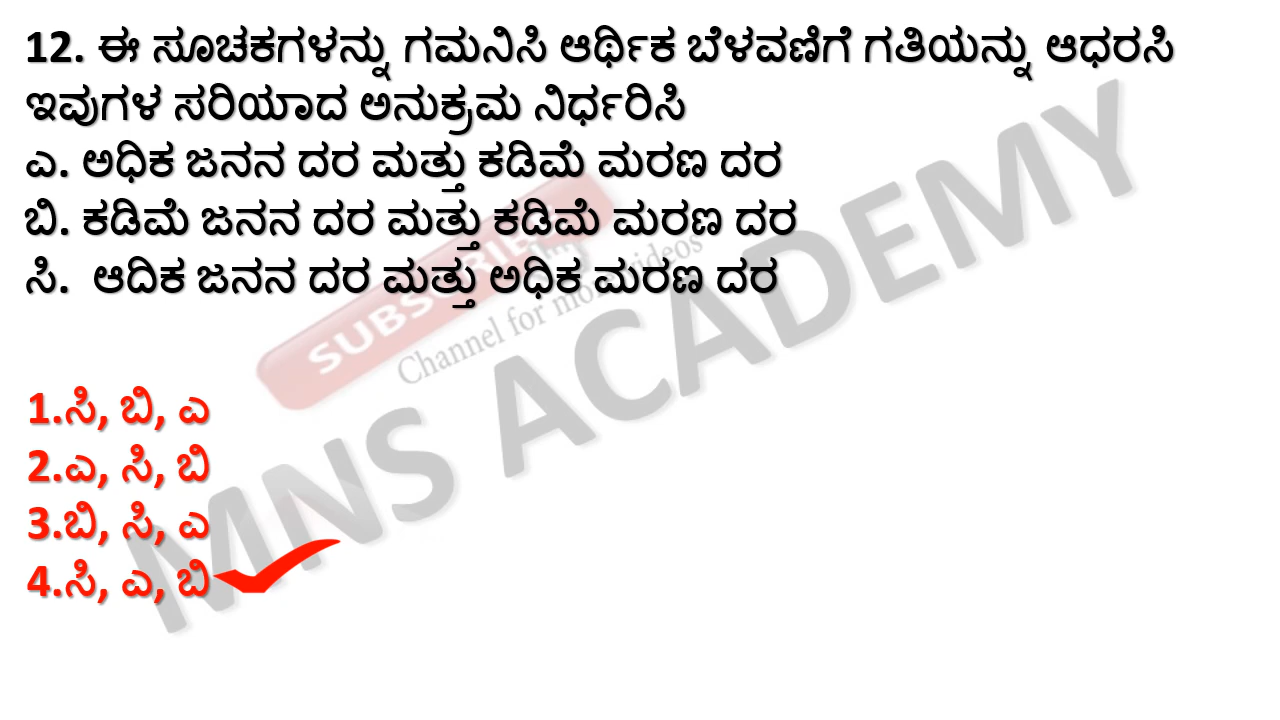 12. ಈ ಸೂಚಕಗಳನ್ನು ಗಮನಿಸಿ ಆರ್ಥಿಕ ಬೆಳವಣಿಗೆ ಗತಿಯನ್ನು ಆಧರಸಿ
ಇವುಗಳ ಸರಿಯಾದ ಅನುಕ್ರಮ ನಿರ್ಧರಿಸಿ
ಎ. ಅಧಿಕ ಜನನ ದರ ಮತ್ತು ಕಡಿಮೆ ಮರಣ ದರ
ಬಿ. ಕಡಿಮೆ ಜನನ ದರ ಮತ್ತು ಕಡಿಮೆ ಮರಣ ದರ
ಸಿ. ಆದಿಕ ಜನನ ದರ ಮತ್ತು ಅಧಿಕ ಮರಣ ದರ
SUBSCRIBE
Channel for more videos
MNS ACADEMY
1.ಸಿ, ಬಿ, ಎ
2.ಎ, ಸಿ, ಬಿ
3.ಬಿ, ಸಿ, ಎ
4.ಸಿ, ಎ, ಬಿ